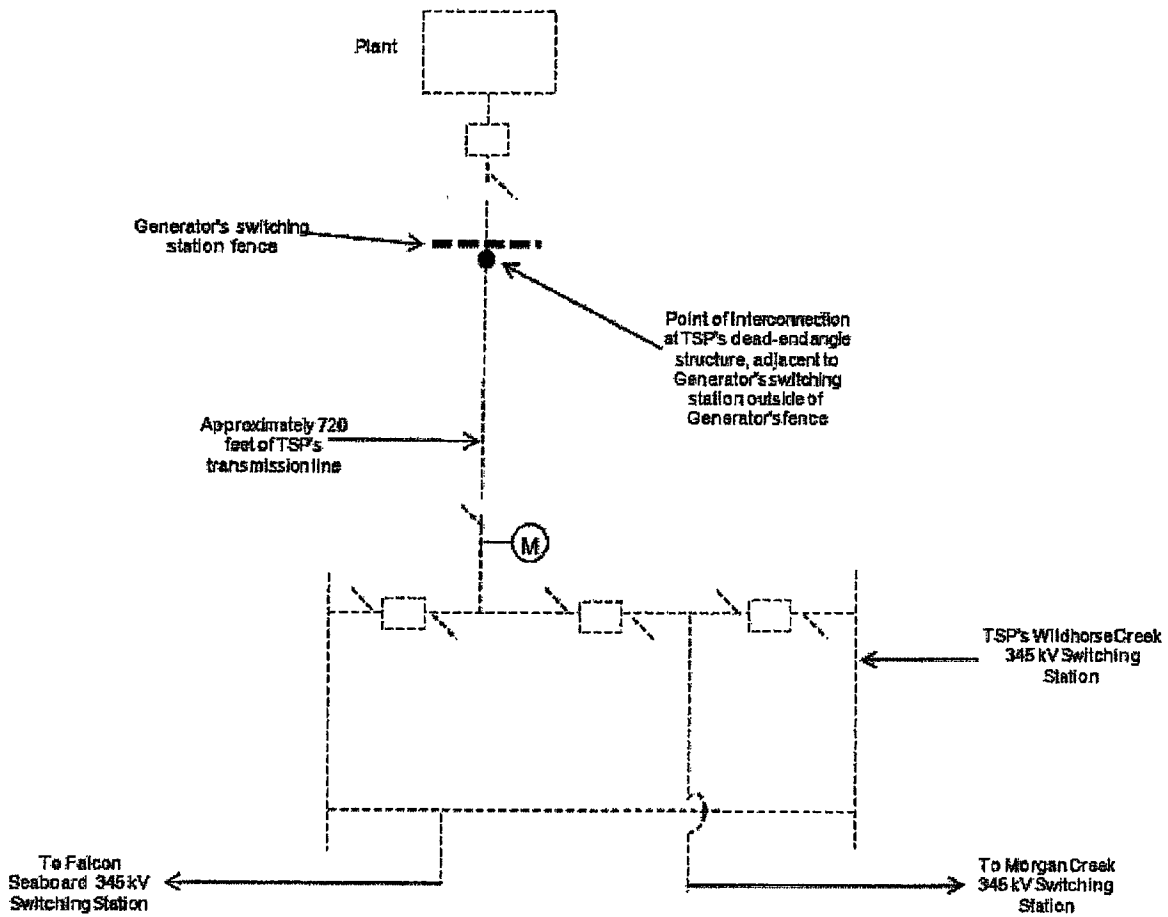 Plant
Generator's switching
station fence
Point of Interconnection
at TSP's dead-end angle
structure, adjacent to
Generator's switching
station outside of
Generator's fence
Approximately 720
feet of TSP's
transmission line
M
TSP's Wildhorse Creek
345 kV Switching
Station
To Falcon
Seaboard 345 kV
Switching Station
To Morgan Creek
345 kV Switching
Station